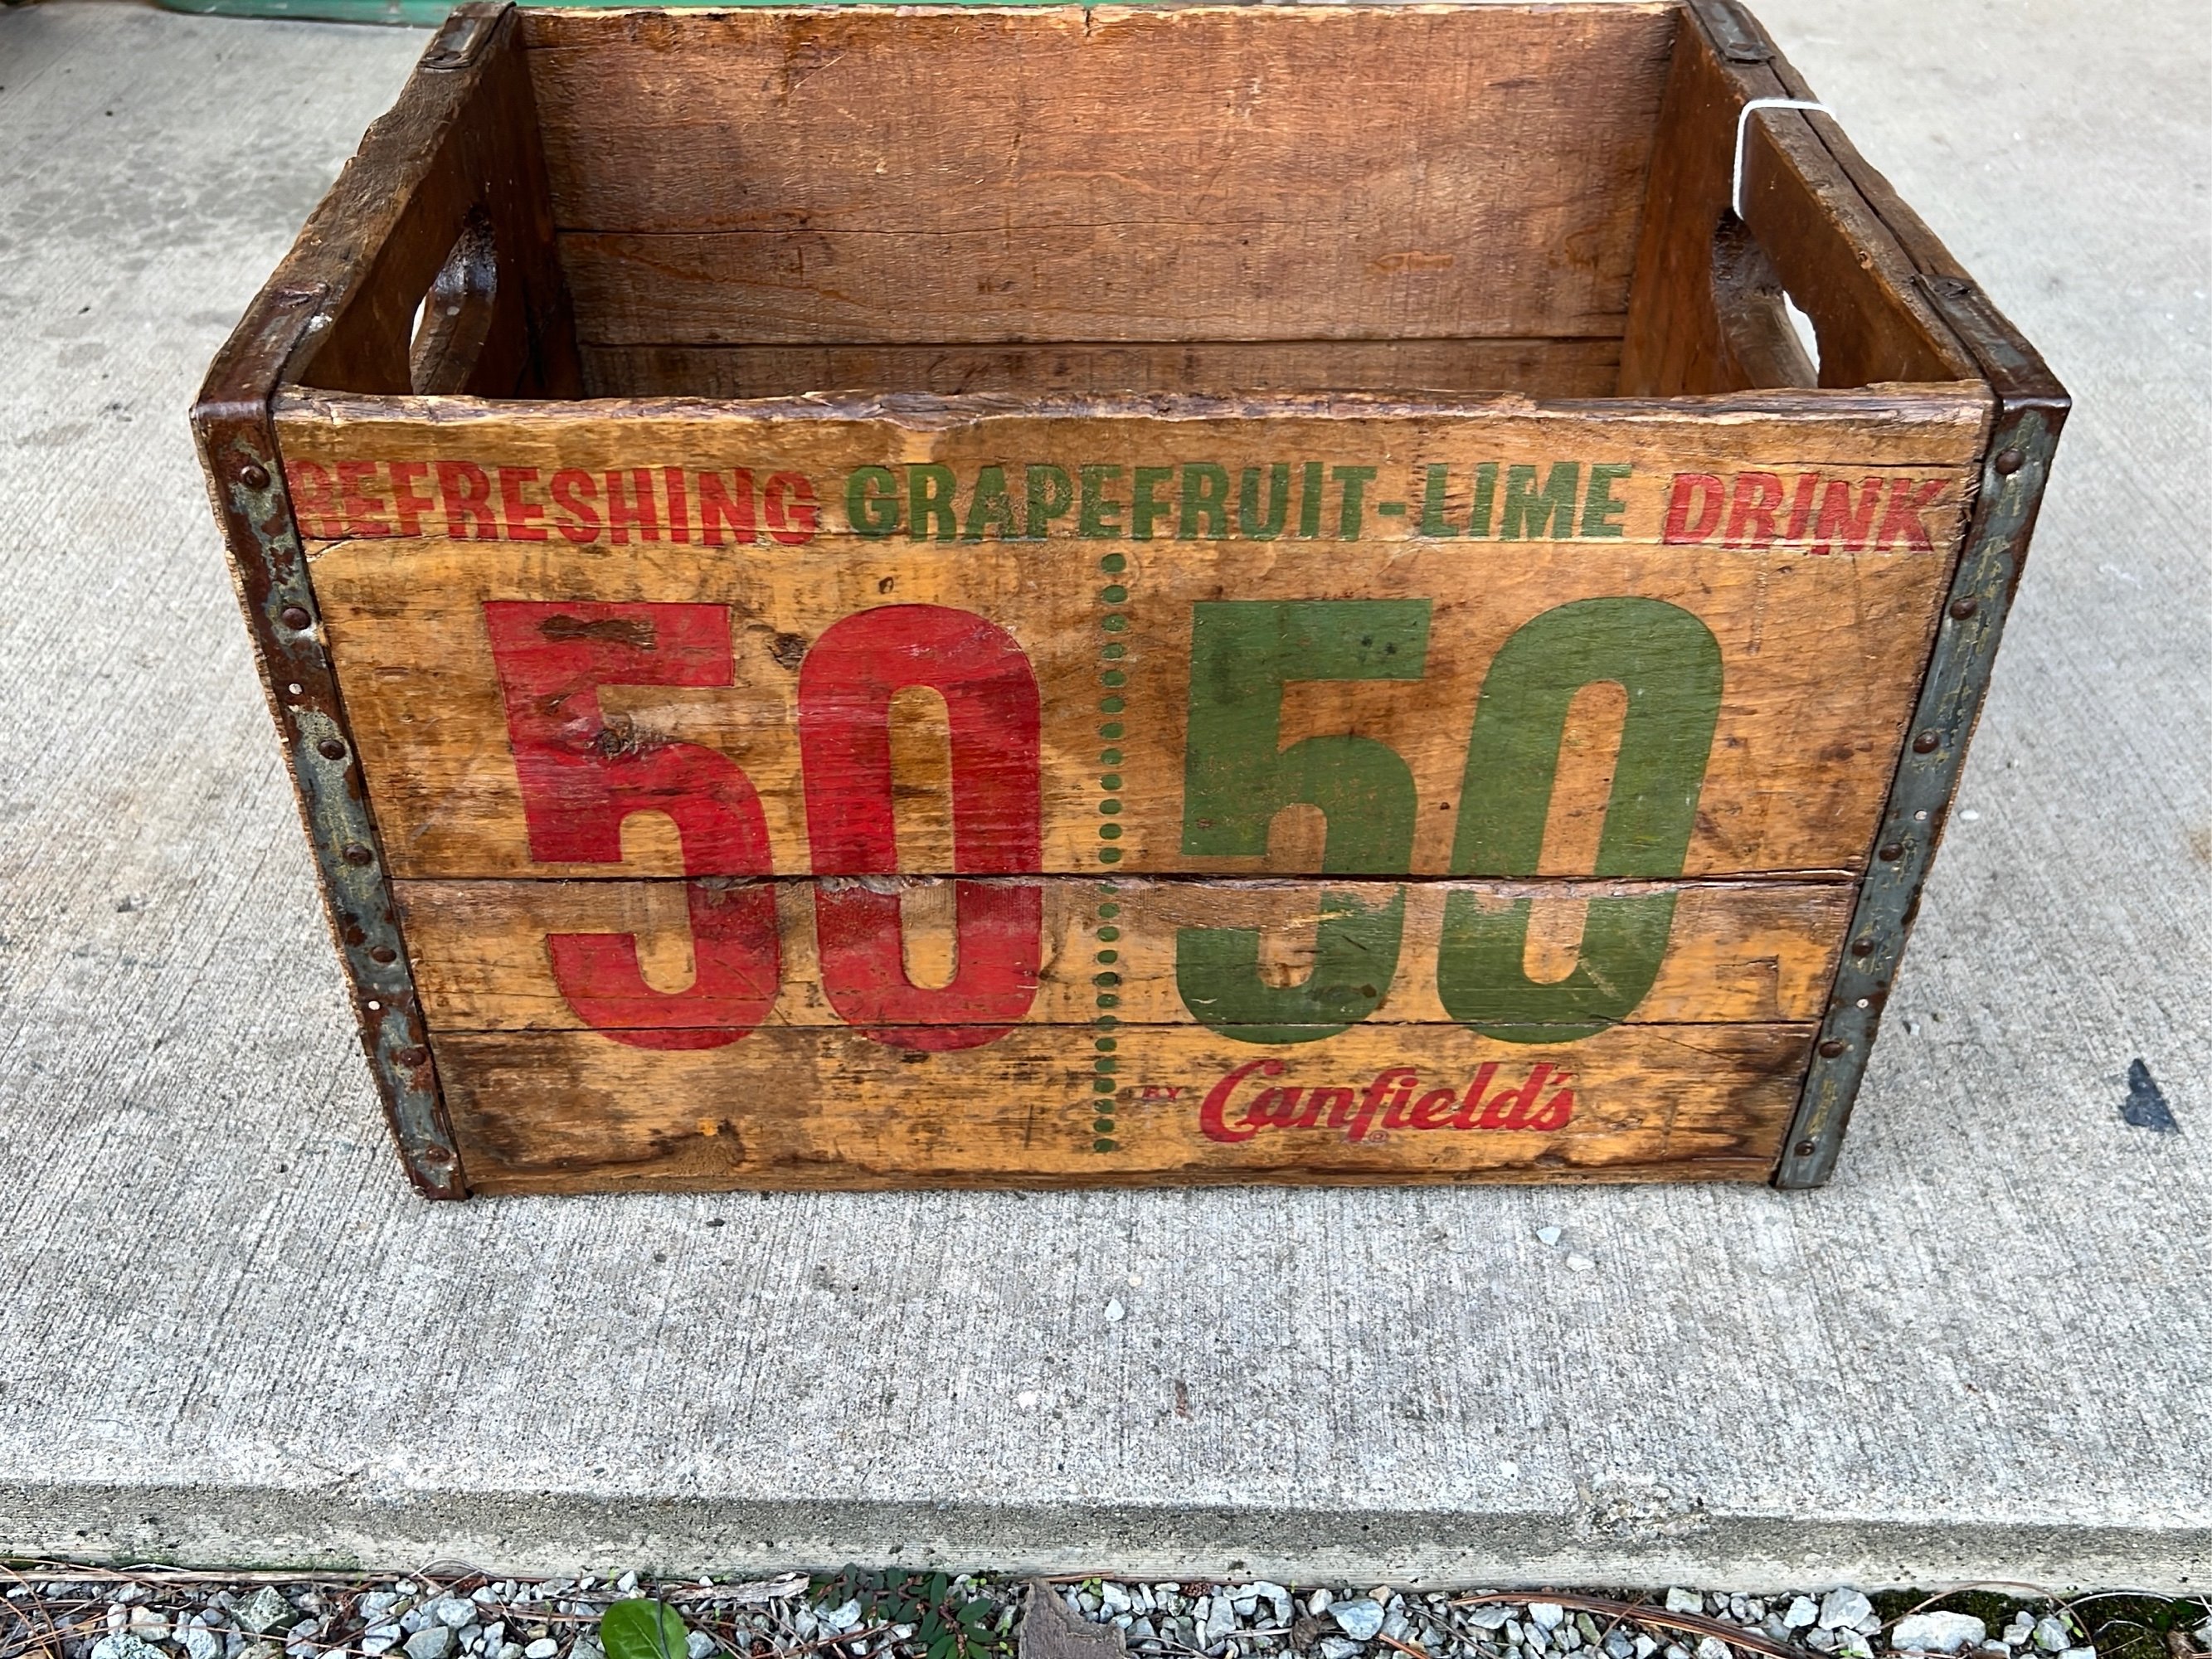 REFRESHING GRAPEFRUIT-LIME DRINK
50 50
BY Canfield's®